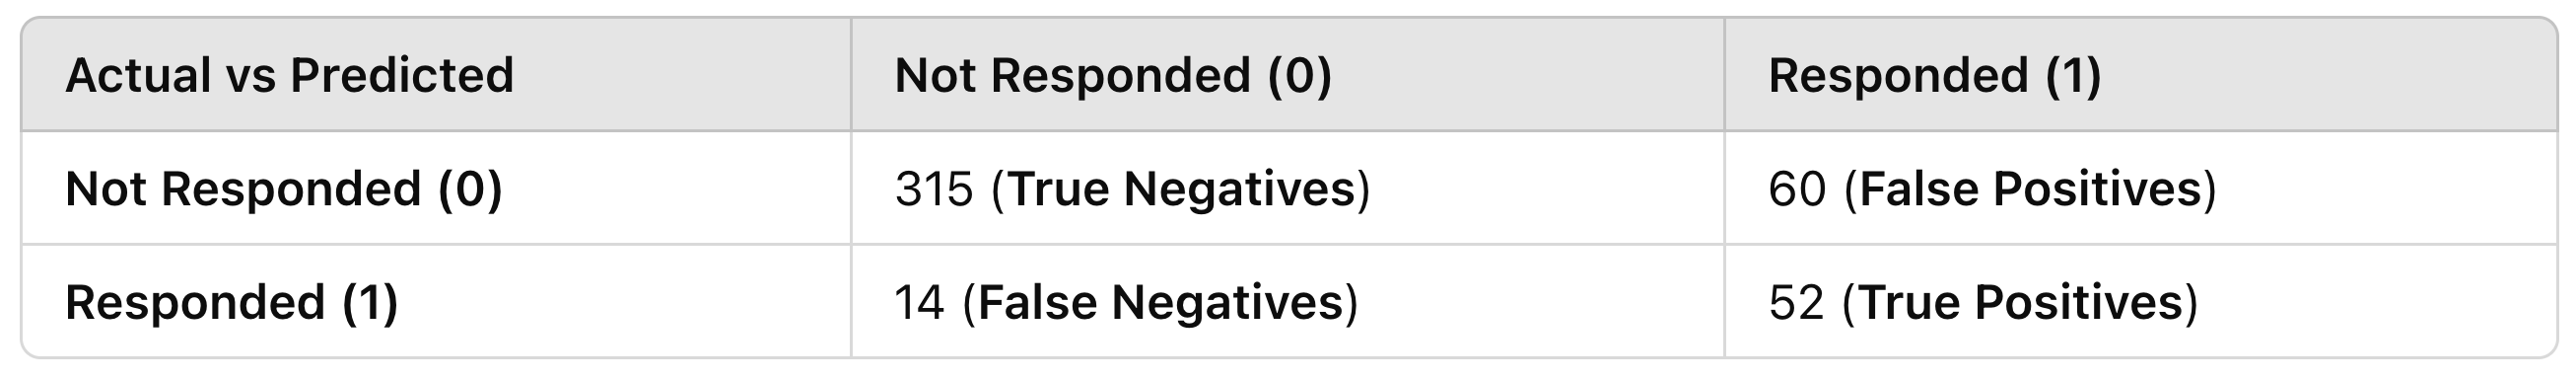 Actual vs Predicted Not Responded (0) Responded (1)
Not Responded (0) 315 (True Negatives) 60 (False Positives)
Responded (1) 14 (False Negatives) 52 (True Positives)